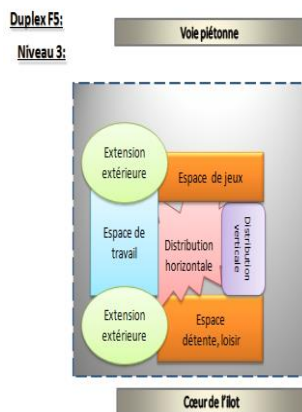 Duplex F5:
Voie piétonne
Niveau 3:
Extension
extérieure
Espace de jeux
Espace de
travail
Distribution
horizontale
Distribution
verticale
Extension
extérieure
Espace
détente, loisir
Cœur de l'îlot